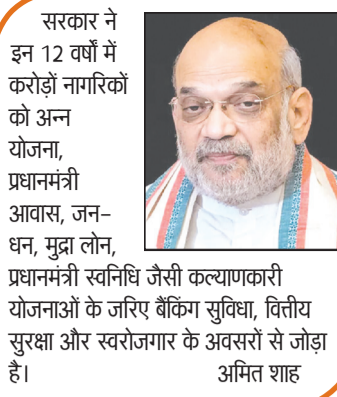 सरकार ने
इन 12 वर्षों में
करोड़ों नागरिकों
को अन्न
योजना,
प्रधानमंत्री
आवास, जन-
धन, मुद्रा लोन,
प्रधानमंत्री स्वनिधि जैसी कल्याणकारी
योजनाओं के जरिए बैंकिंग सुविधा, वित्तीय
सुरक्षा और स्वरोजगार के अवसरों से जोड़ा
है। अमित शाह